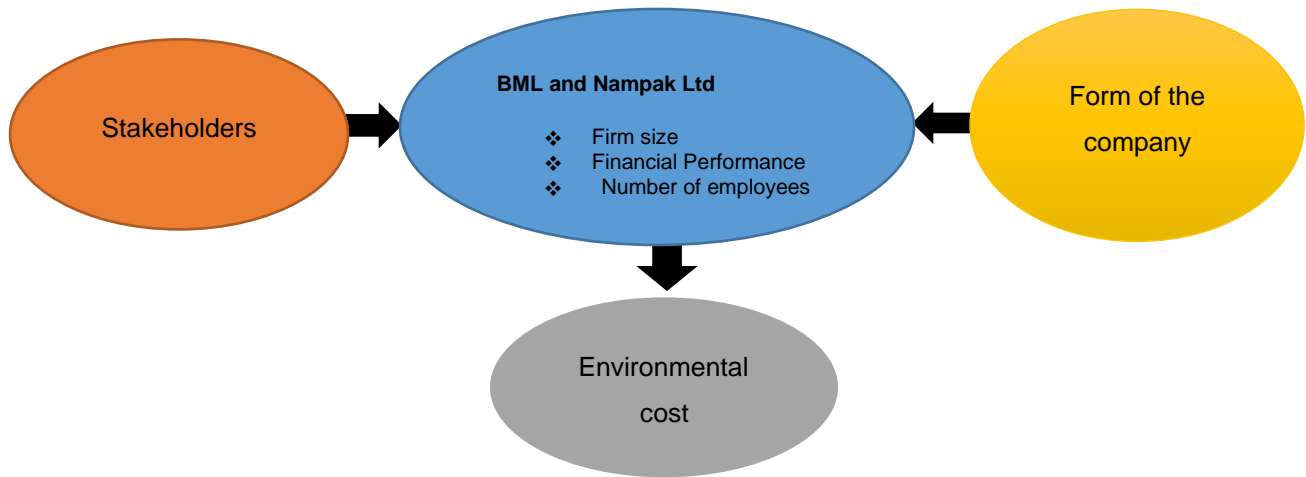 Stakeholders
BML and Nampak Ltd
❖ Firm size
❖ Financial Performance
❖ Number of employees
Form of the
company
Environmental
cost